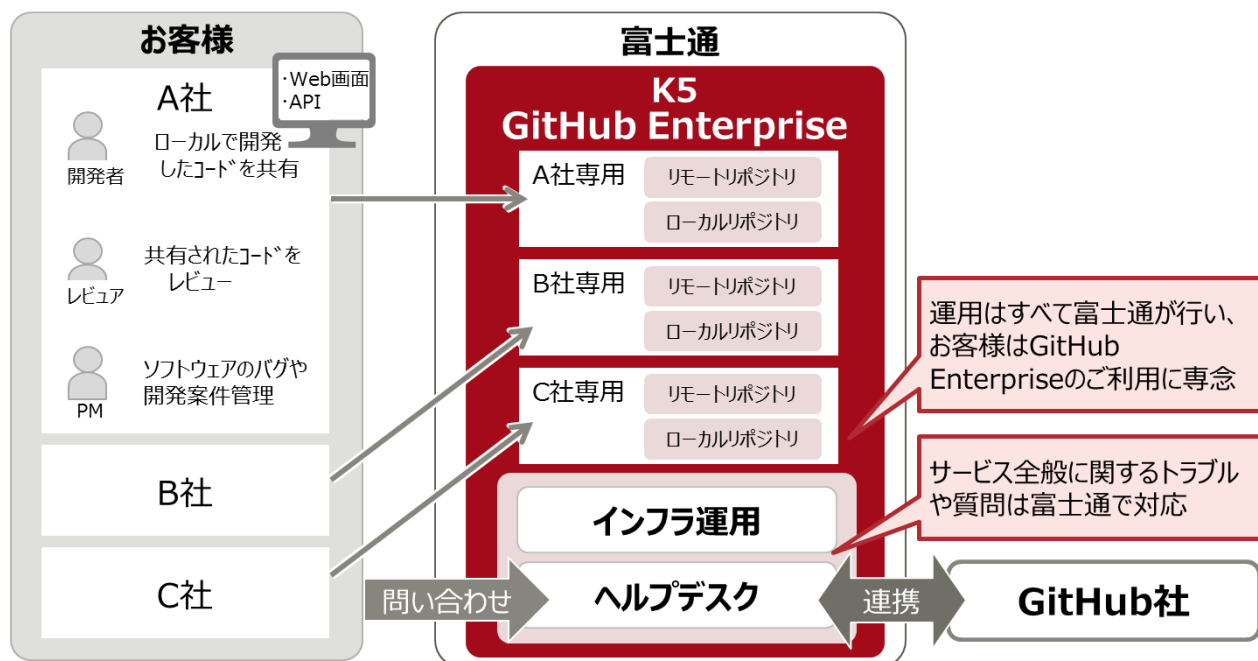 お客様
A社
・Web画面
・API
開発者
ローカルで開発
したコードを共有
レビュア
共有されたコードを
レビュー
PM
ソフトウェアのバグや
開発案件管理
B社
C社
問い合わせ
富士通
K5
GitHub Enterprise
A社専用
リモートリポジトリ
ローカルリポジトリ
B社専用
リモートリポジトリ
ローカルリポジトリ
C社専用
リモートリポジトリ
ローカルリポジトリ
インフラ運用
ヘルプデスク
連携
GitHub社
運用はすべて富士通が行い、
お客様はGitHub
Enterpriseのご利用に専念
サービス全般に関するトラブル
や質問は富士通で対応